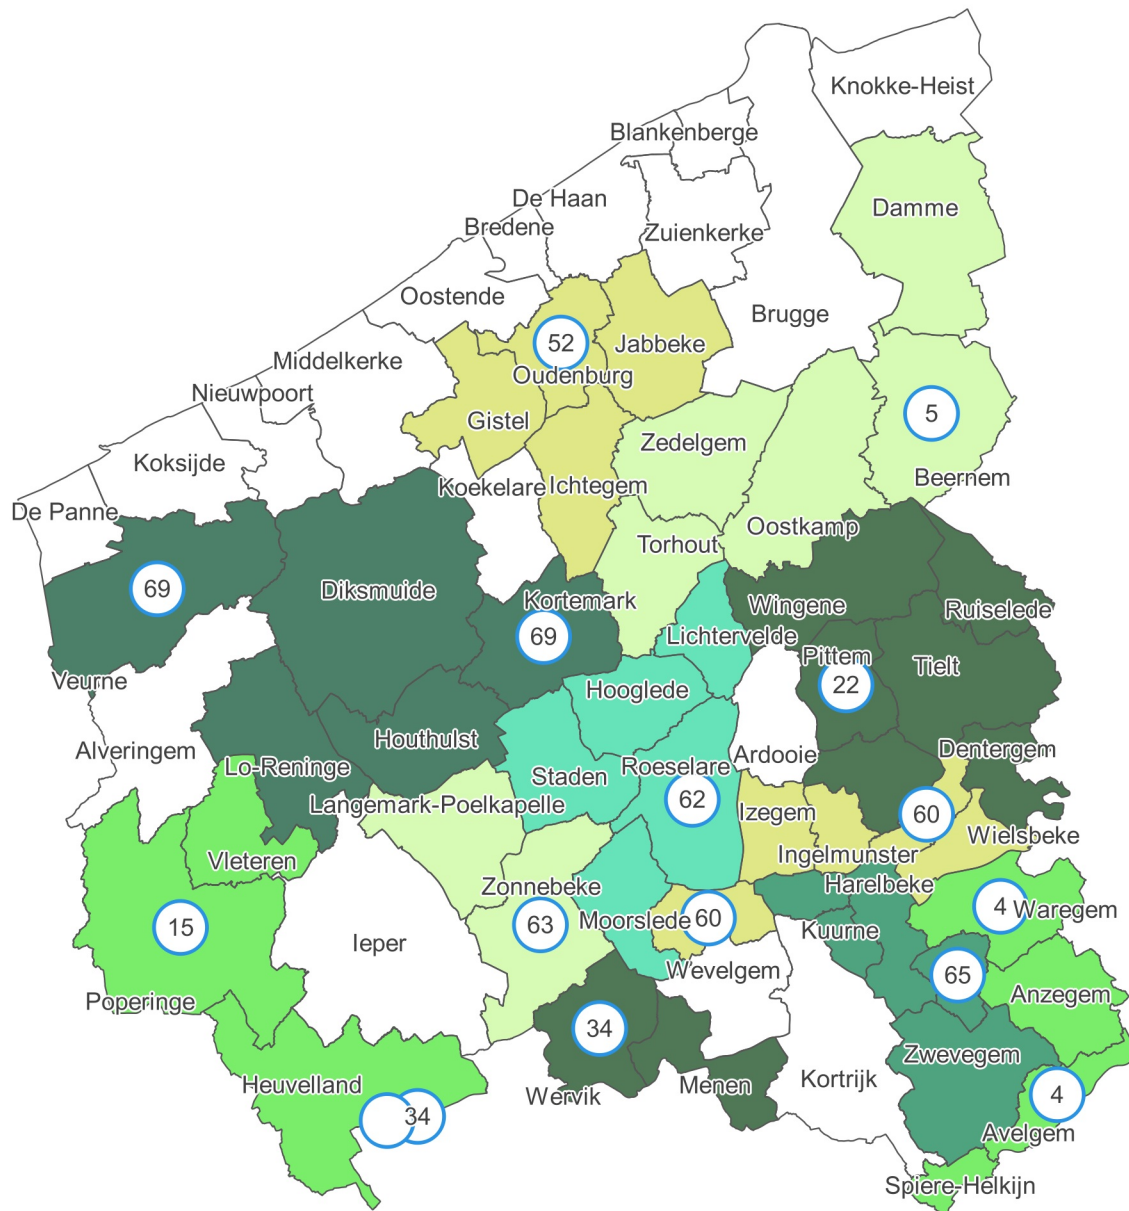 Knokke-Heist
Blankenberge
De Haan
Damme
Bredene
Zuienkerke
Oostende
Brugge
52
Jabbeke
Middelkerke
Oudenburg
Nieuwpoort
5
Gistel
Zedelgem
Koksijde
Beernem
Koekelare
Ichtegem
De Panne
Oostkamp
Torhout
69
Diksmuide
Kortemark
Wingene
Ruiselede
69
Lichtervelde
Pittem
Tielt
Veurne
22
Hooglede
Houthulst
Alveringem
Ardooie
Dentergem
Lo-Reninge
Roeselare
Staden
62
Langemark-Poelkapelle
Izegem
60
Wielsbeke
Vleteren
Ingelmunster
Zonnebeke
Harelbeke
4
Waregem
15
63
Moorslede
60
Kuurne
Ieper
Wevelgem
65
Anzegem
Poperinge
34
Zwevegem
Heuvelland
Wervik
Menen
Kortrijk
4
34
Avelgem
Spiere-Helkijn